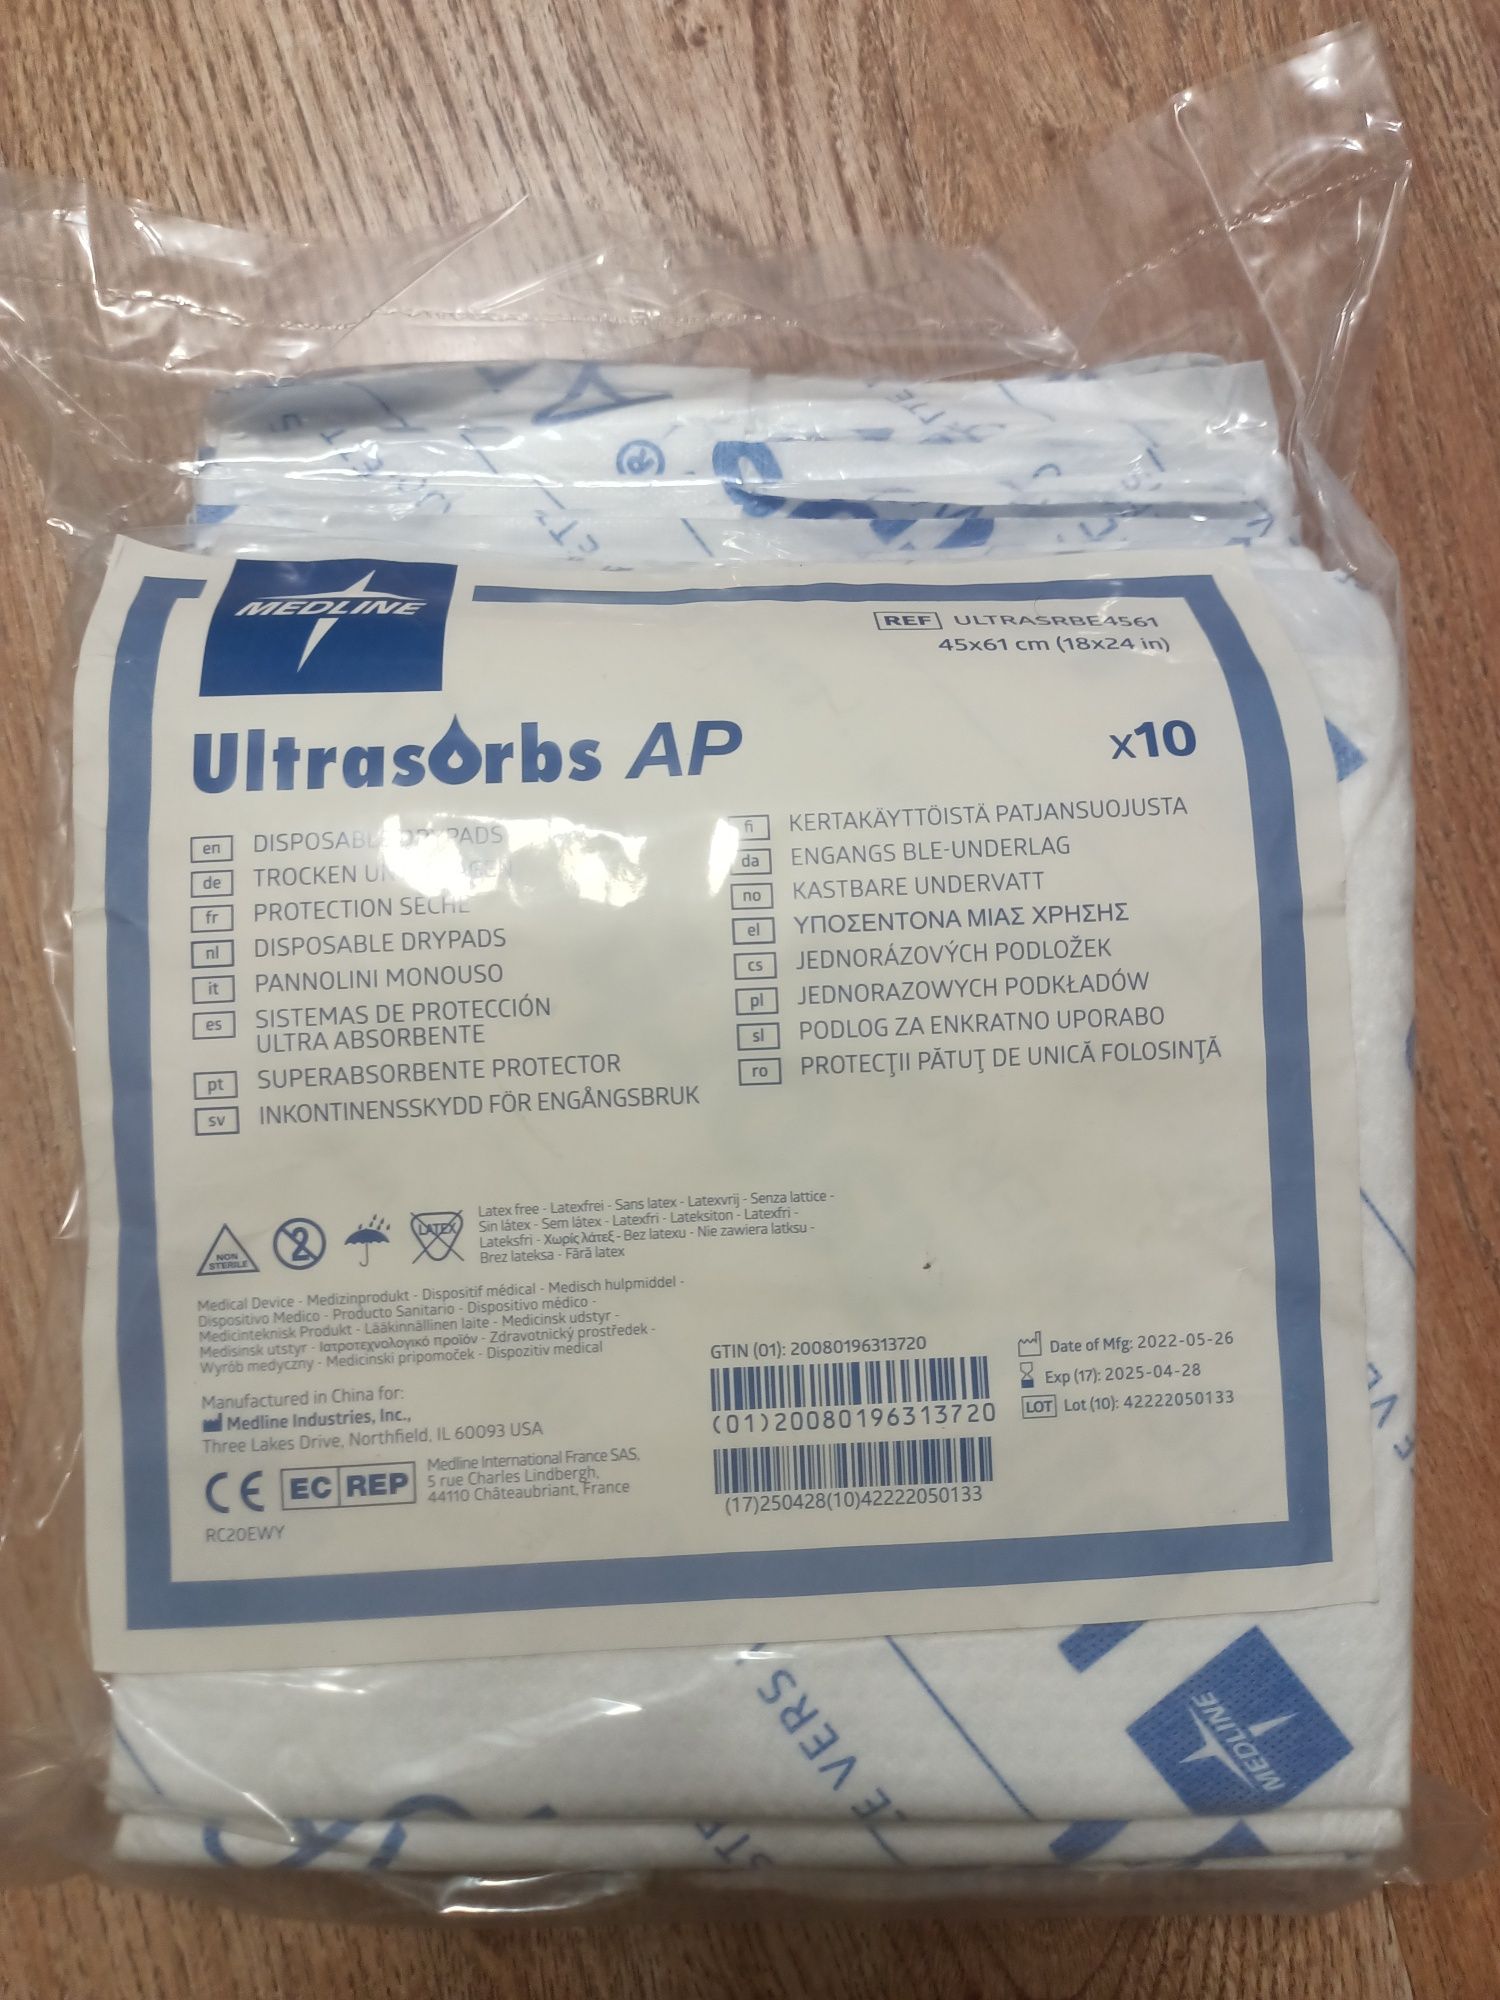 MEDLINE
REF ULTRASRBE4561
45x61 cm (18x24 in)
Ultrasorbs AP
x10
en DISPOSABLE DRYPADS
de TROCKEN
fr PROTECTION SECHE
nl DISPOSABLE DRYPADS
it PANNOLINI MONOUSO
es SISTEMAS DE PROTECCIÓN
ULTRA ABSORBENTE
pt SUPERABSORBENTE PROTECTOR
sv INKONTINENSSKYDD FÖR ENGÅNGSBRUK
fi KERTAKÄYTTÖISTÄ PATJANSUOJUSTA
da ENGANGS BLE-UNDERLAG
no KASTBARE UNDERVATT
el ΥΠΟΣΕΝΤΟΝΑ ΜΙΑΣ ΧΡΗΣΗΣ
cs JEDNORÁZOVÝCH PODLOŽEK
pl JEDNORAZOWYCH PODKŁADÓW
sl PODLOG ZA ENKRATNO UPORABO
ro PROTECŢII PĂTUŢ DE UNICĂ FOLOSINŢĂ
NON
STERILE
2
LATEX
Latex free - Latexfrei - Sans latex - Latexvrij - Senza lattice -
Sin látex - Sem látex - Latexfri - Lateksiton - Latexfri -
Lateksfri - Χωρίς λάτεξ - Bez latexu - Nie zawiera latksu -
Brez lateksa - Fără latex
Medical Device - Medizinprodukt - Dispositif médical - Medisch hulpmiddel -
Dispositivo Medico - Producto Sanitario - Dispositivo médico -
Medicinteknisk Produkt - Lääkinnällinen laite - Medicinsk udstyr -
Medisinsk utstyr - Ιατροτεχνολογικό προϊόν - Zdravotnický prostředek -
Wyrób medyczny - Medicinski pripomoček - Dispozitiv medical
Manufactured in China for:
Medline Industries, Inc.,
Three Lakes Drive, Northfield, IL 60093 USA
CE EC REP
Medline International France SAS,
5 rue Charles Lindbergh,
44110 Châteaubriant, France
RC20EWY
GTIN (01): 20080196313720
(01)20080196313720
(17)250428(10)42222050133
Date of Mfg: 2022-05-26
Exp (17): 2025-04-28
LOT Lot (10): 42222050133
VERS
MEDLINE